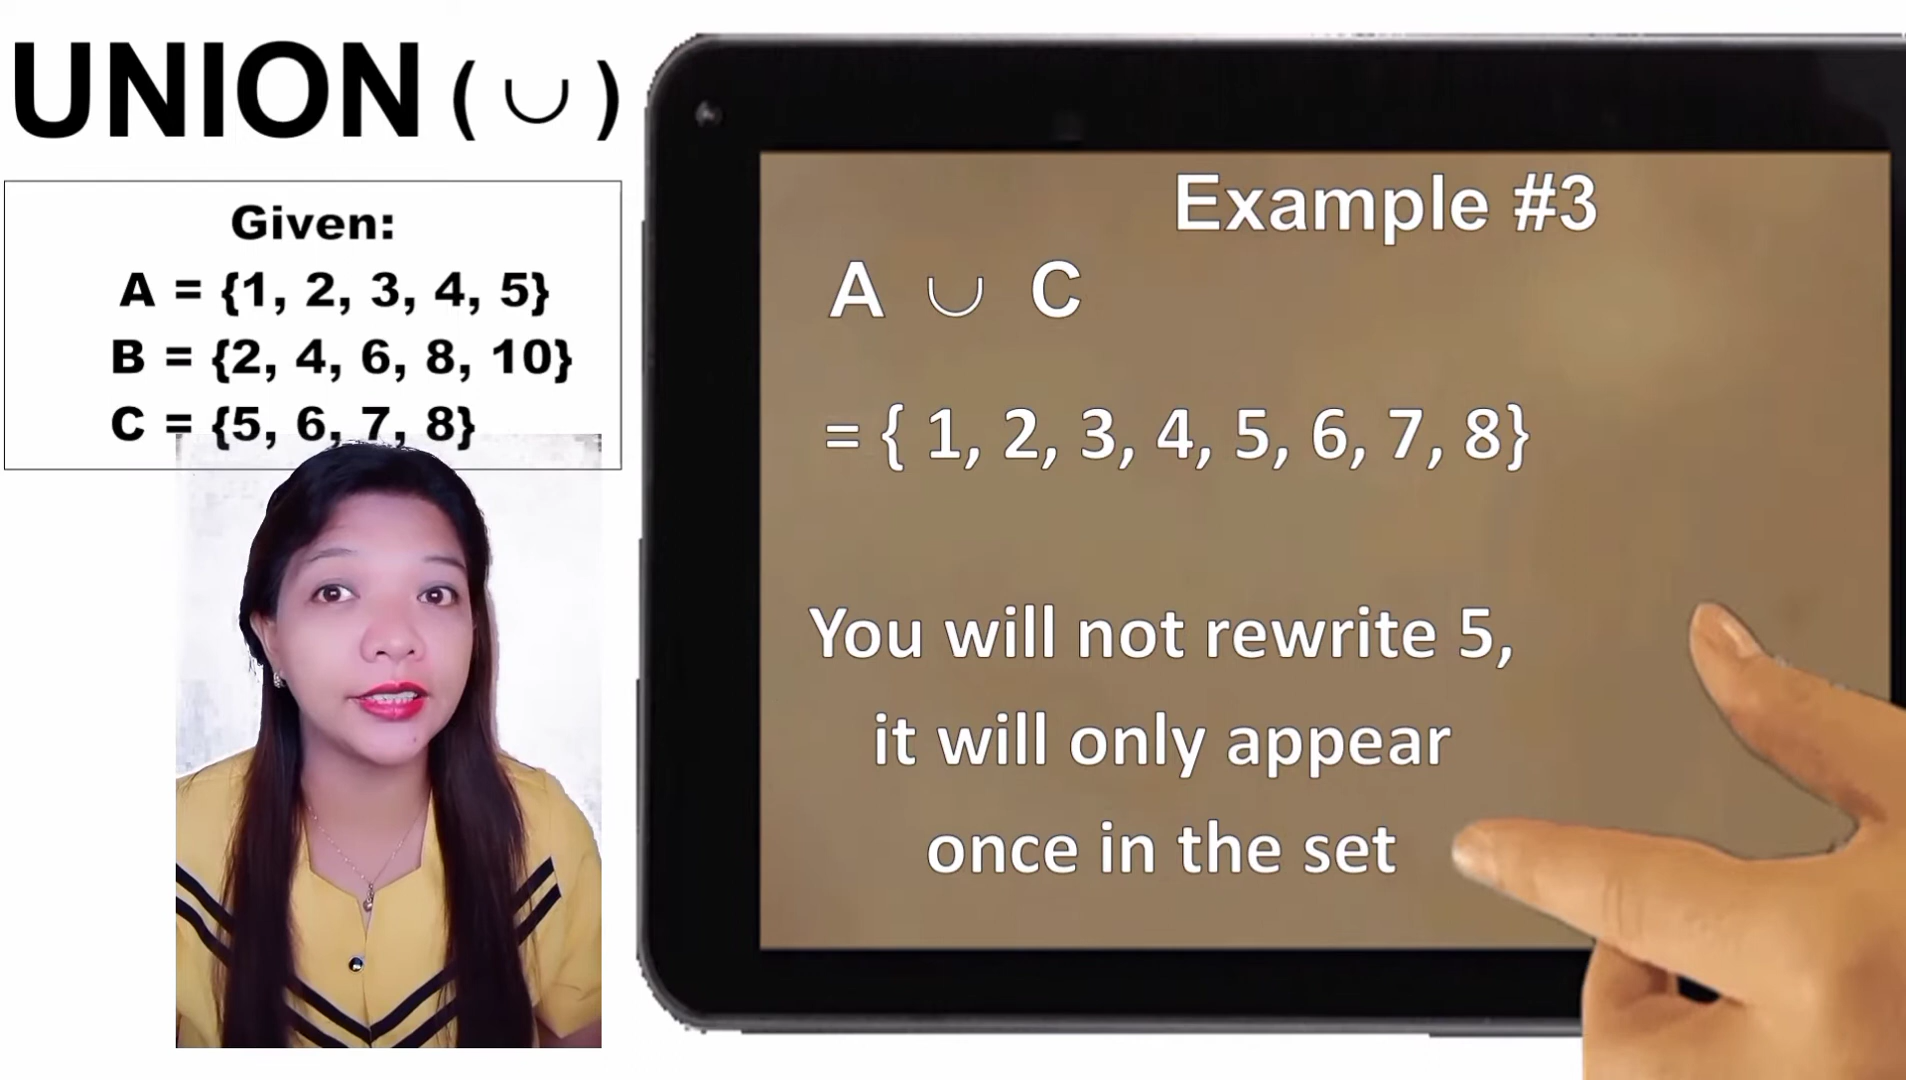 UNION ( ∪ )
Given:
A = {1, 2, 3, 4, 5}
B = {2, 4, 6, 8, 10}
C = {5, 6, 7, 8}
Example #3
A ∪ C
= { 1, 2, 3, 4, 5, 6, 7, 8}
You will not rewrite 5,
it will only appear
once in the set